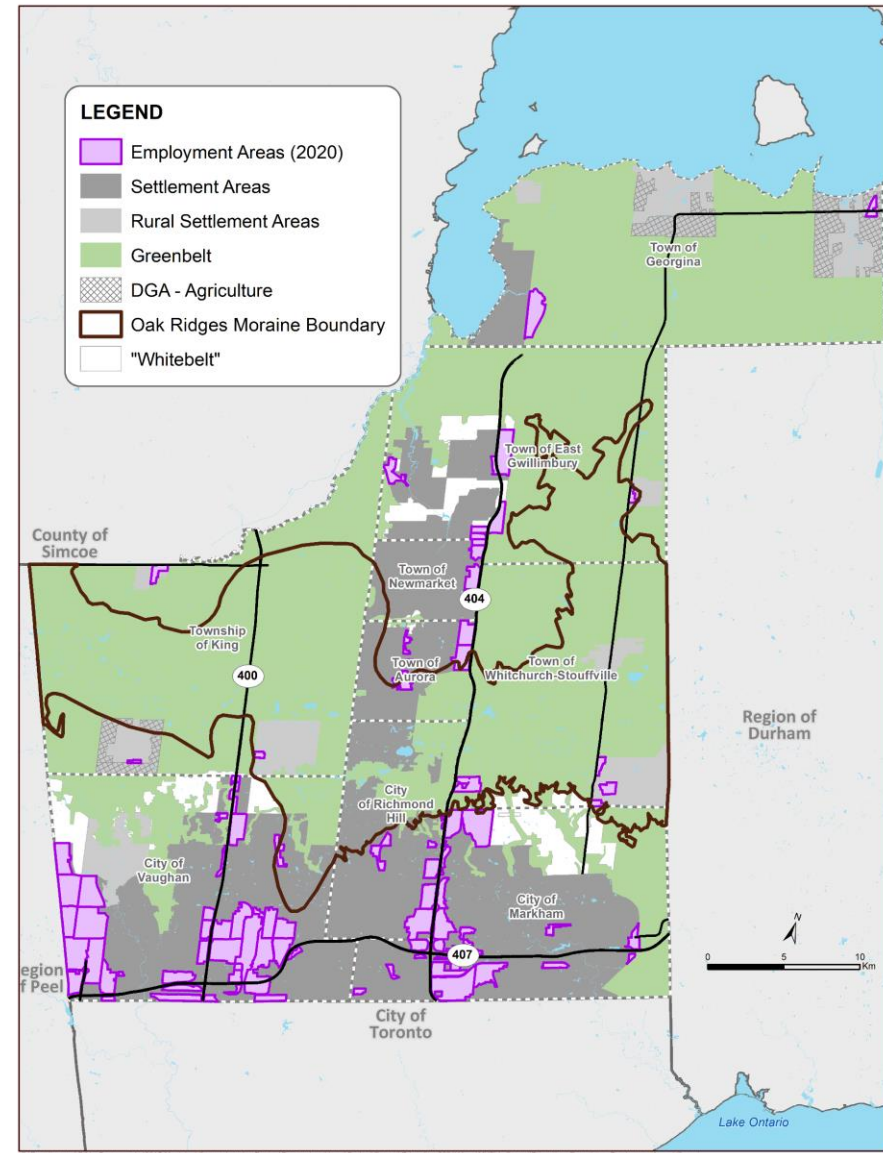 LEGEND
Employment Areas (2020)
Settlement Areas
Rural Settlement Areas
Greenbelt
DGA - Agriculture
Oak Ridges Moraine Boundary
"Whitebelt"
Town of
Georgina
Town of East
Gwillimbury
County of
Simcoe
Town of
Newmarket
404
Township
of King
400
Town of
Aurora
Town of
Whitchurch-Stouffville
Region of
Durham
City
of Richmond
Hill
City of
Vaughan
City of
Markham
407
egion
f Peel
City of
Toronto
N
0 5 10
Km
Lake Ontario